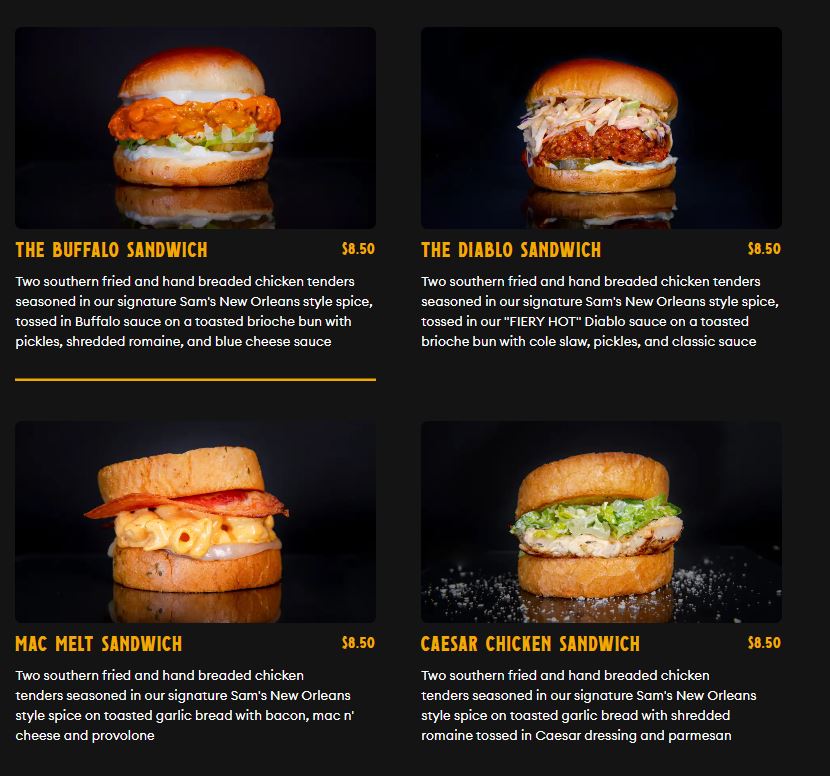 THE BUFFALO SANDWICH $8.50
Two southern fried and hand breaded chicken tenders
seasoned in our signature Sam's New Orleans style spice,
tossed in Buffalo sauce on a toasted brioche bun with
pickles, shredded romaine, and blue cheese sauce
THE DIABLO SANDWICH $8.50
Two southern fried and hand breaded chicken tenders
seasoned in our signature Sam's New Orleans style spice,
tossed in our "FIERY HOT" Diablo sauce on a toasted
brioche bun with cole slaw, pickles, and classic sauce
MAC MELT SANDWICH $8.50
Two southern fried and hand breaded chicken
tenders seasoned in our signature Sam's New Orleans
style spice on toasted garlic bread with bacon, mac n'
cheese and provolone
CAESAR CHICKEN SANDWICH $8.50
Two southern fried and hand breaded chicken
tenders seasoned in our signature Sam's New Orleans
style spice on toasted garlic bread with shredded
romaine tossed in Caesar dressing and parmesan